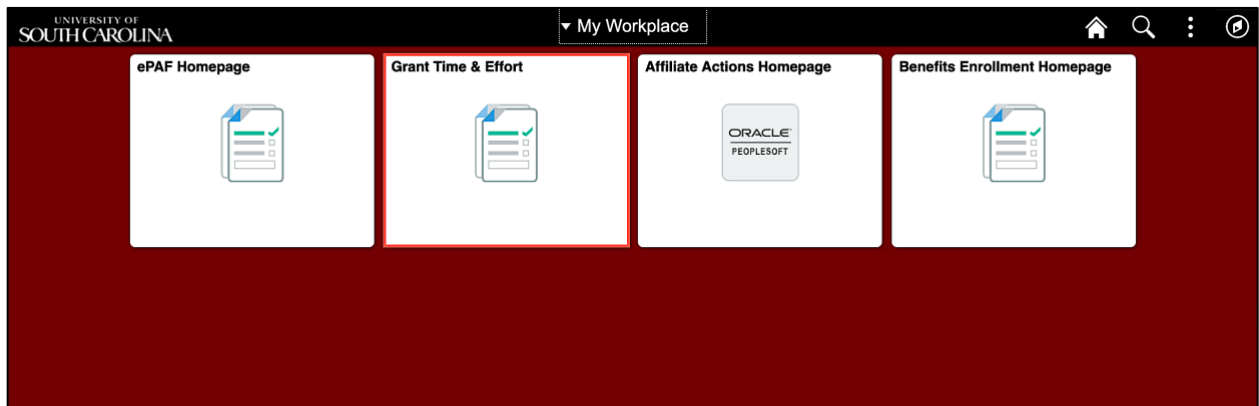 UNIVERSITY OF
SOUTH CAROLINA
My Workplace
ePAF Homepage
Grant Time & Effort
Affiliate Actions Homepage
Benefits Enrollment Homepage
ORACLE
PEOPLESOFT